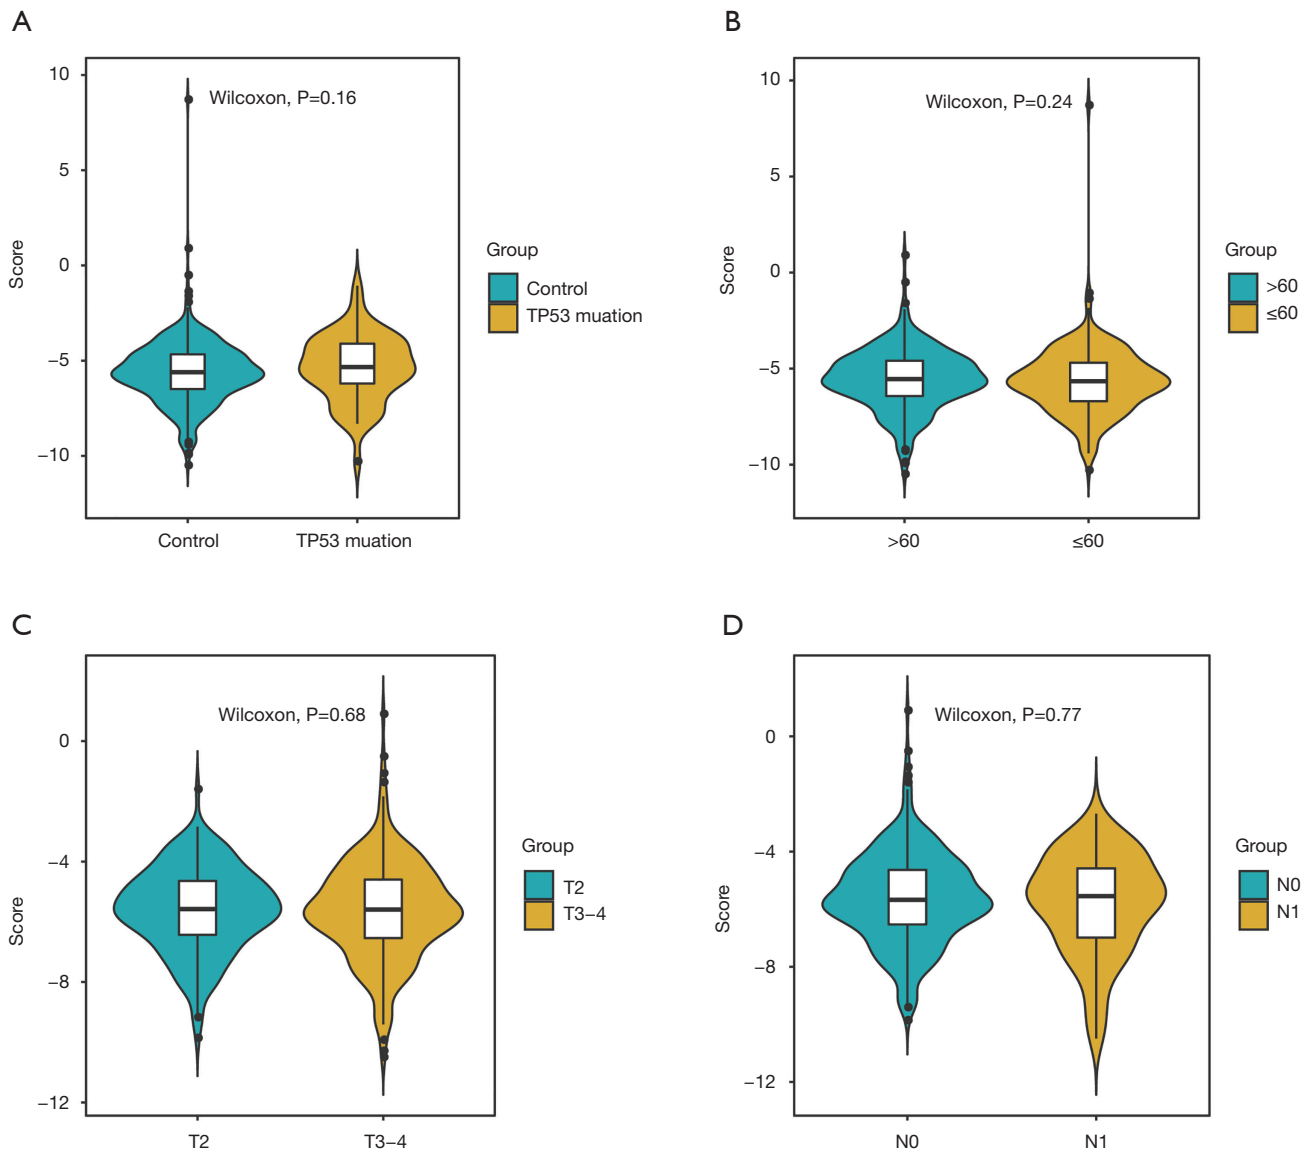 A
10
5
0
−5
−10
Score
Wilcoxon, P=0.16
Control
TP53 muation
Group
Control
TP53 muation
B
10
5
0
−5
−10
Score
Wilcoxon, P=0.24
>60
≤60
Group
>60
≤60
C
0
−4
−8
−12
Score
Wilcoxon, P=0.68
T2
T3−4
Group
T2
T3−4
D
0
−4
−8
−12
Score
Wilcoxon, P=0.77
N0
N1
Group
N0
N1